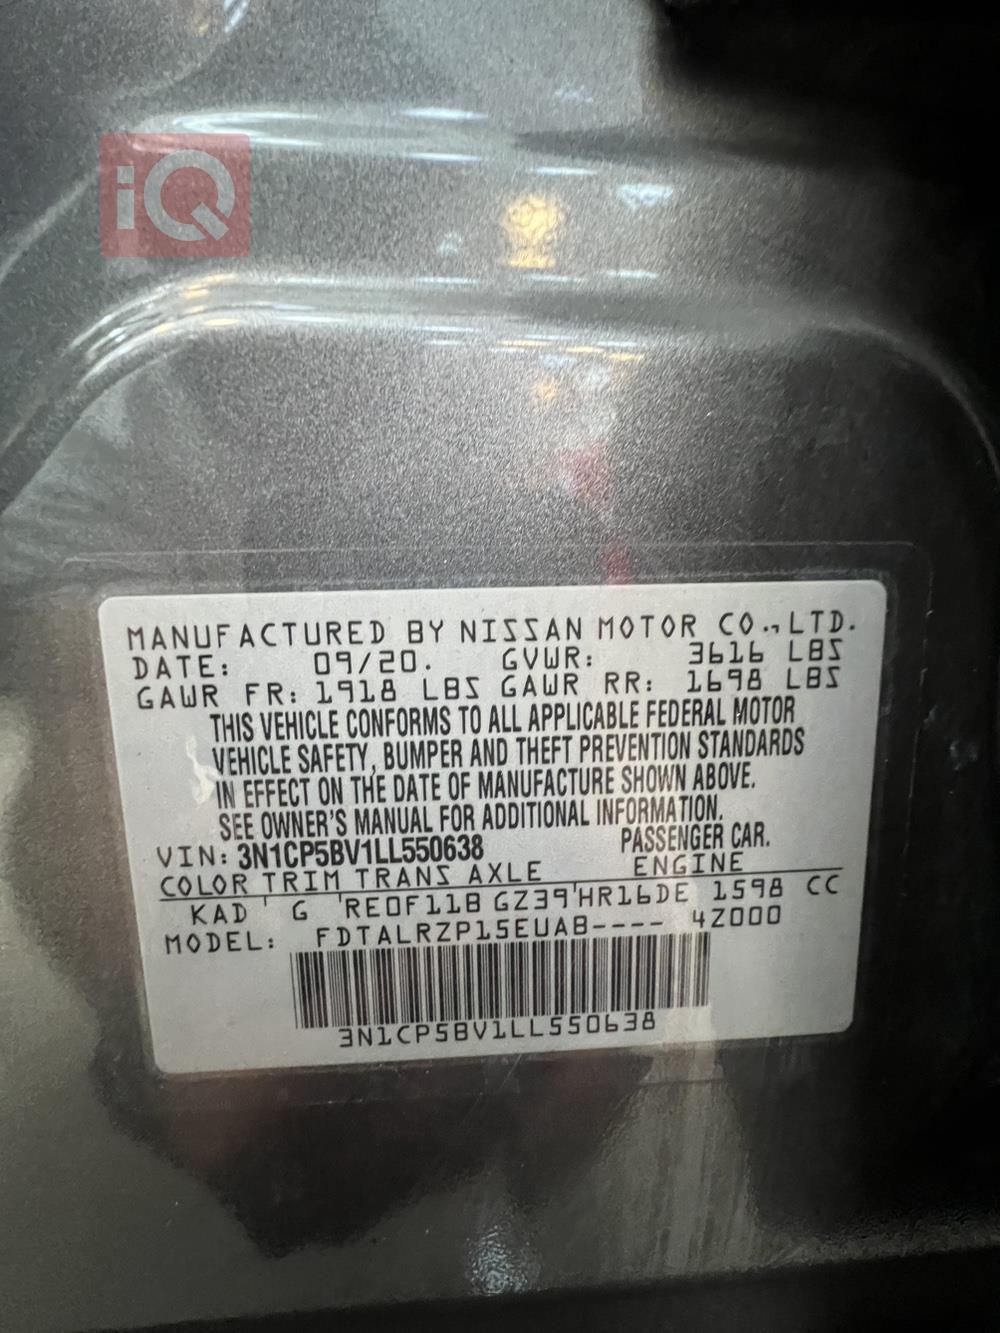 iQ
MANUFACTURED BY NISSAN MOTOR CO., LTD.
DATE: 09/20. GVWR: 3616 LBS
GAWR FR: 1918 LBS GAWR RR: 1698 LBS
THIS VEHICLE CONFORMS TO ALL APPLICABLE FEDERAL MOTOR
VEHICLE SAFETY, BUMPER AND THEFT PREVENTION STANDARDS
IN EFFECT ON THE DATE OF MANUFACTURE SHOWN ABOVE.
SEE OWNER'S MANUAL FOR ADDITIONAL INFORMATION.
VIN: 3N1CP5BV1LL550638 PASSENGER CAR.
COLOR TRIM TRANS AXLE ENGINE
KAD ' G 'RE0F11B GZ39'HR16DE 1598 CC
MODEL: FDTALRZP15EUAB---- 4Z000
3N1CP5BV1LL550638